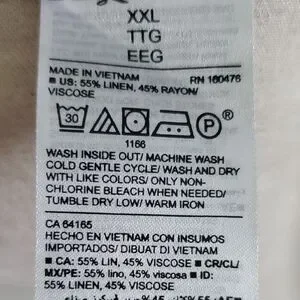 XXL
TTG
EEG
MADE IN VIETNAM RN 160476
■ US: 55% LINEN, 45% RAYON/
VISCOSE
30 P
1166
WASH INSIDE OUT/ MACHINE WASH
COLD GENTLE CYCLE/ WASH AND DRY
WITH LIKE COLORS/ ONLY NON-
CHLORINE BLEACH WHEN NEEDED/
TUMBLE DRY LOW/ WARM IRON
CA 64165
HECHO EN VIETNAM CON INSUMOS
IMPORTADOS/ DIBUAT DI VIETNAM
■ CA: 55% LIN, 45% VISCOSE ■ CR/CL/
MX/PE: 55% lino, 45% viscosa ■ ID:
55% LINEN, 45% VISCOSE